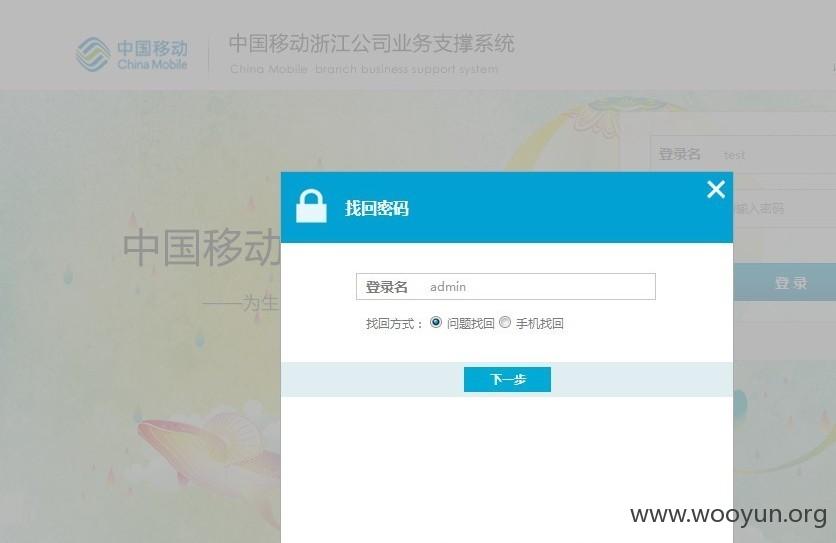 中国移动
China Mobile
中国移动浙江公司业务支撑系统
China Mobile branch business support system
登录名 test
找回密码
输入密码
中国移动
登录名 admin
登 录
——为生
找回方式： 问题找回 手机找回
下一步
www.wooyun.org